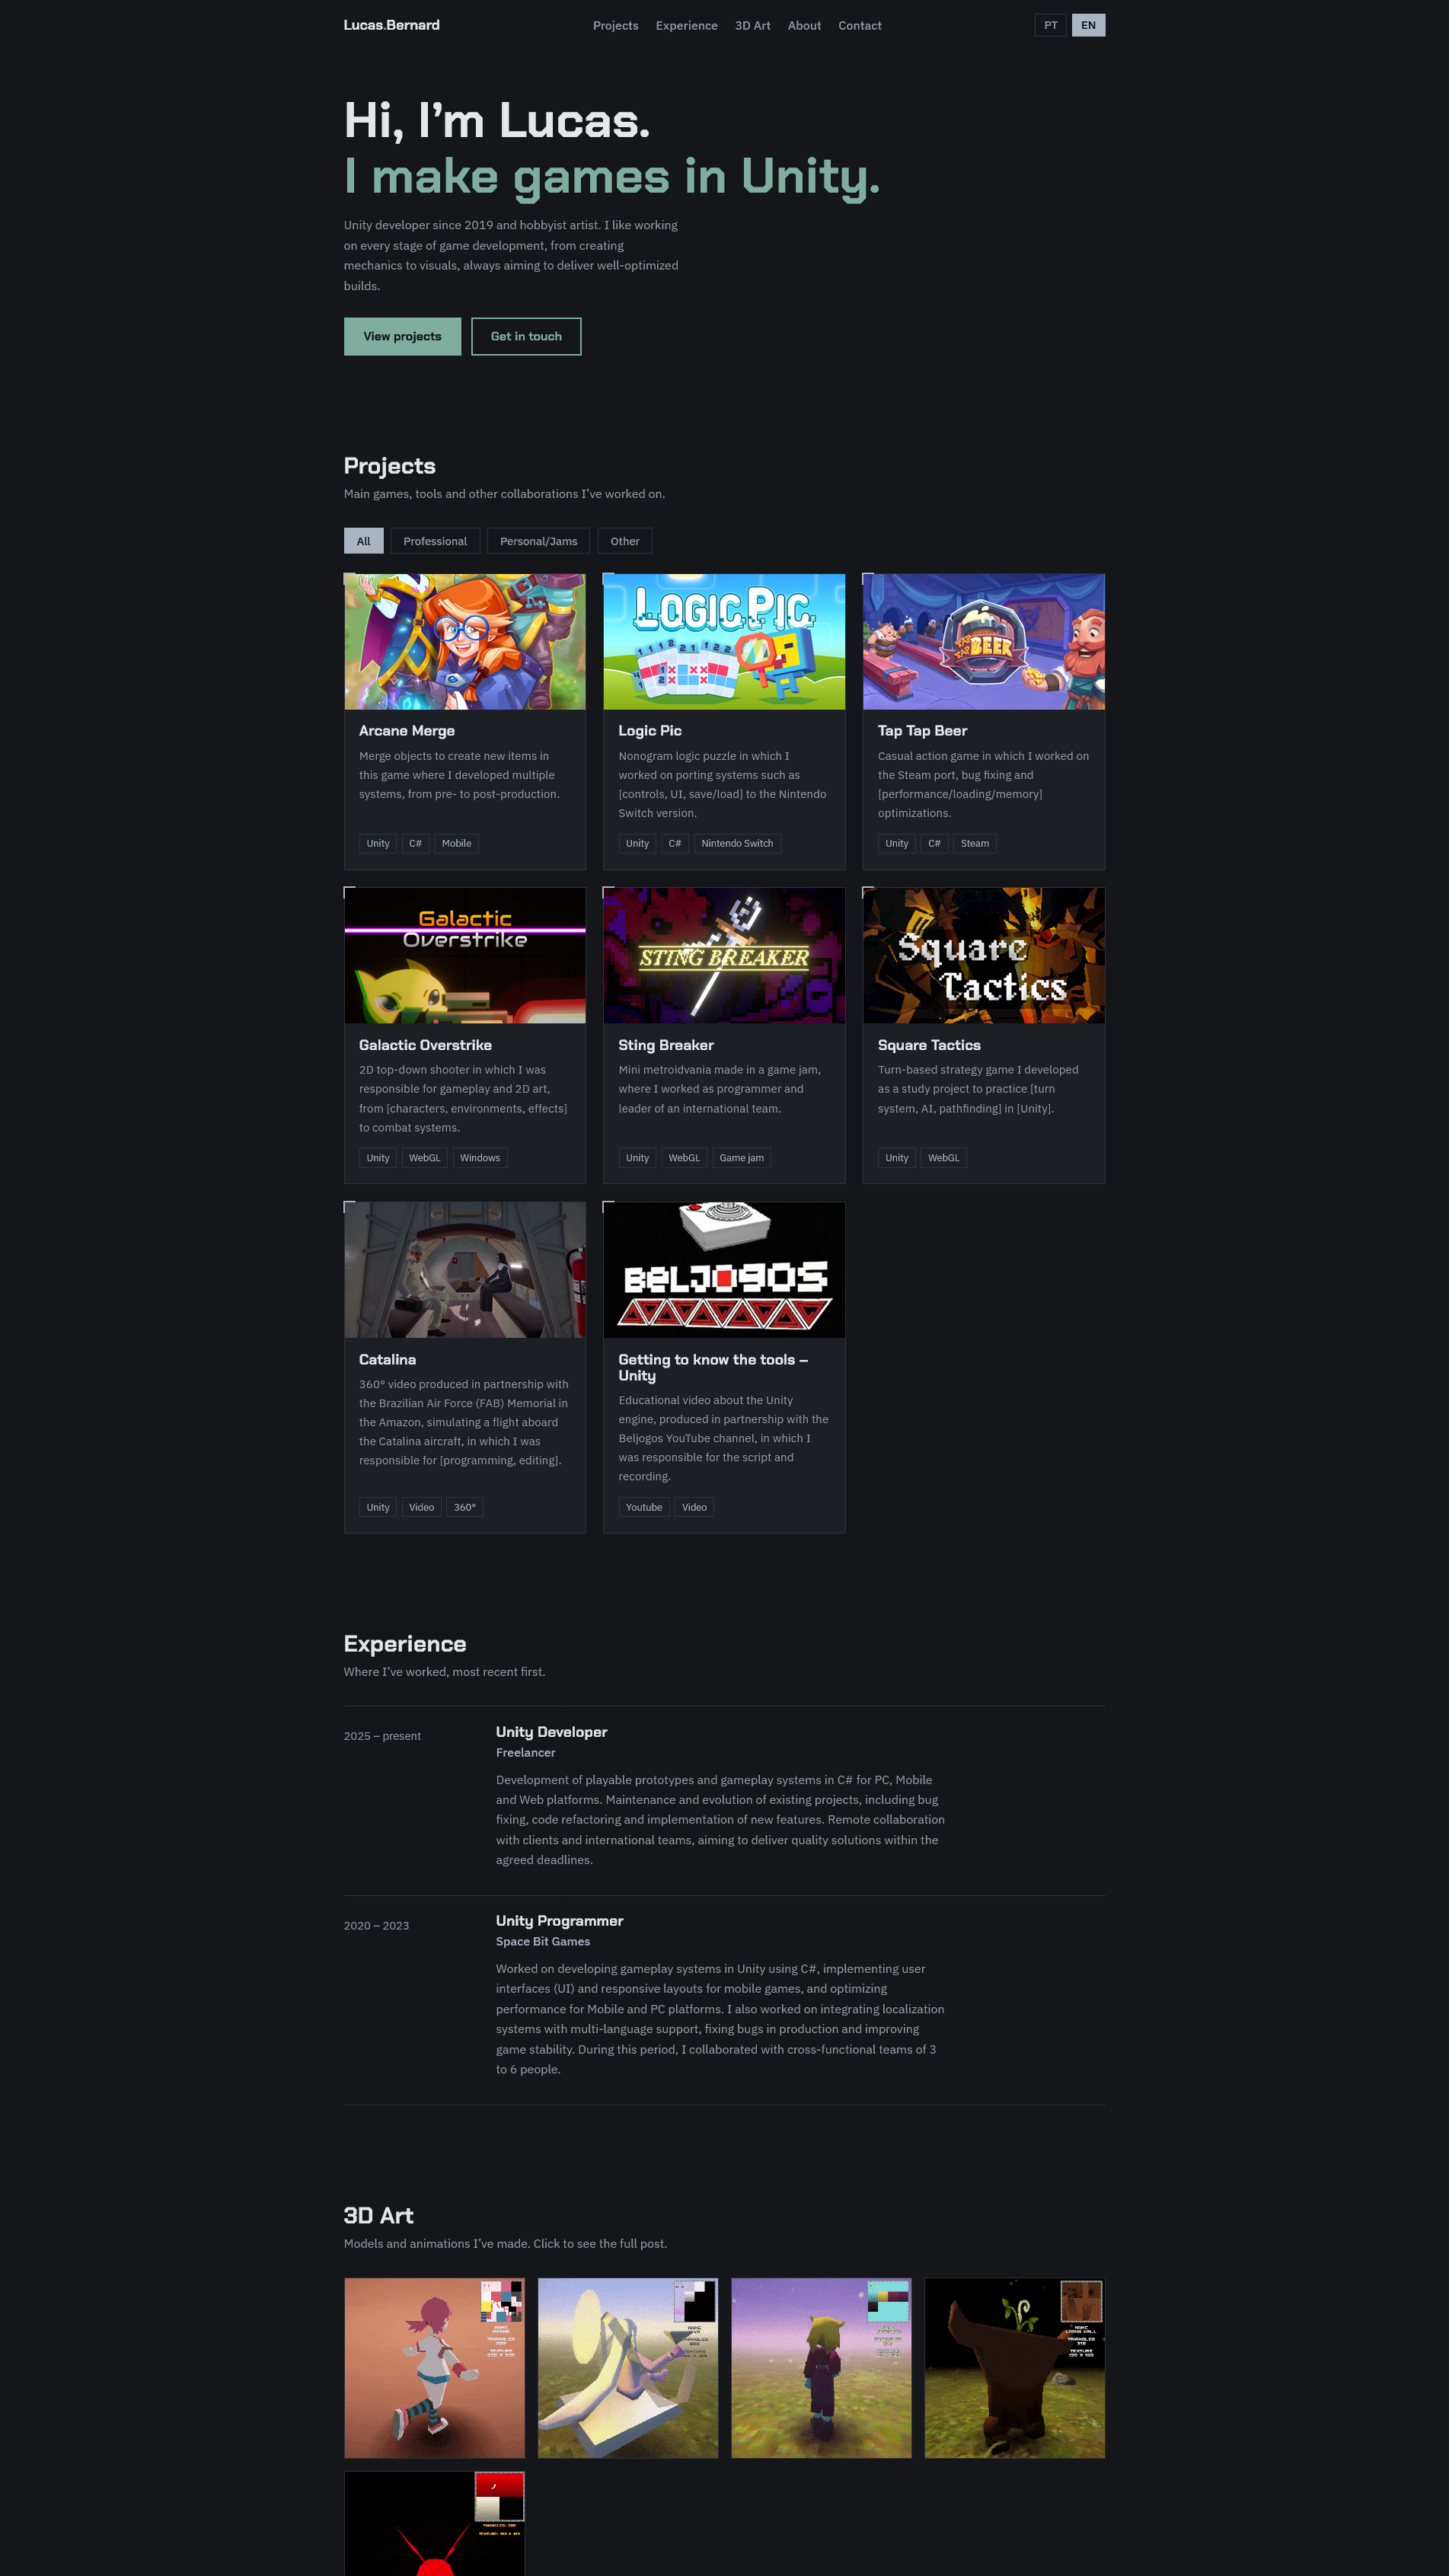 Lucas.Bernard
Projects Experience 3D Art About Contact
PT EN
Hi, I’m Lucas.
I make games in Unity.
Unity developer since 2019 and hobbyist artist. I like working
on every stage of game development, from creating
mechanics to visuals, always aiming to deliver well-optimized
builds.
View projects Get in touch
Projects
Main games, tools and other collaborations I’ve worked on.
All Professional Personal/Jams Other
LOGIC PIC
TAP TAP BEER
Arcane Merge
Merge objects to create new items in
this game where I developed multiple
systems, from pre- to post-production.
Unity C# Mobile
Logic Pic
Nonogram logic puzzle in which I
worked on porting systems such as
[controls, UI, save/load] to the Nintendo
Switch version.
Unity C# Nintendo Switch
Tap Tap Beer
Casual action game in which I worked on
the Steam port, bug fixing and
[performance/loading/memory]
optimizations.
Unity C# Steam
Galactic
Overstrike
STING BREAKER
Square
Tactics
Galactic Overstrike
2D top-down shooter in which I was
responsible for gameplay and 2D art,
from [characters, environments, effects]
to combat systems.
Unity WebGL Windows
Sting Breaker
Mini metroidvania made in a game jam,
where I worked as programmer and
leader of an international team.
Unity WebGL Game jam
Square Tactics
Turn-based strategy game I developed
as a study project to practice [turn
system, AI, pathfinding] in [Unity].
Unity WebGL
BELJOGOS
Catalina
360° video produced in partnership with
the Brazilian Air Force (FAB) Memorial in
the Amazon, simulating a flight aboard
the Catalina aircraft, in which I was
responsible for [programming, editing].
Unity Video 360°
Getting to know the tools –
Unity
Educational video about the Unity
engine, produced in partnership with the
Beljogos YouTube channel, in which I
was responsible for the script and
recording.
Youtube Video
Experience
Where I’ve worked, most recent first.
2025 – present
Unity Developer
Freelancer
Development of playable prototypes and gameplay systems in C# for PC, Mobile
and Web platforms. Maintenance and evolution of existing projects, including bug
fixing, code refactoring and implementation of new features. Remote collaboration
with clients and international teams, aiming to deliver quality solutions within the
agreed deadlines.
2020 – 2023
Unity Programmer
Space Bit Games
Worked on developing gameplay systems in Unity using C#, implementing user
interfaces (UI) and responsive layouts for mobile games, and optimizing
performance for Mobile and PC platforms. I also worked on integrating localization
systems with multi-language support, fixing bugs in production and improving
game stability. During this period, I collaborated with cross-functional teams of 3
to 6 people.
3D Art
Models and animations I’ve made. Click to see the full post.